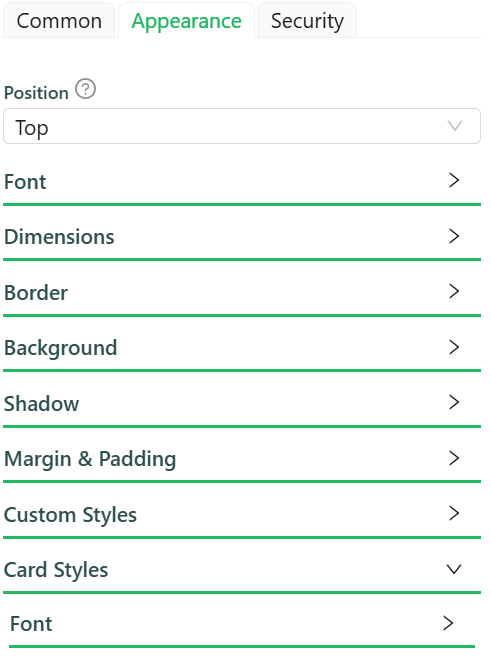 Common Appearance Security
Position ?
Top
Font
Dimensions
Border
Background
Shadow
Margin & Padding
Custom Styles
Card Styles
Font